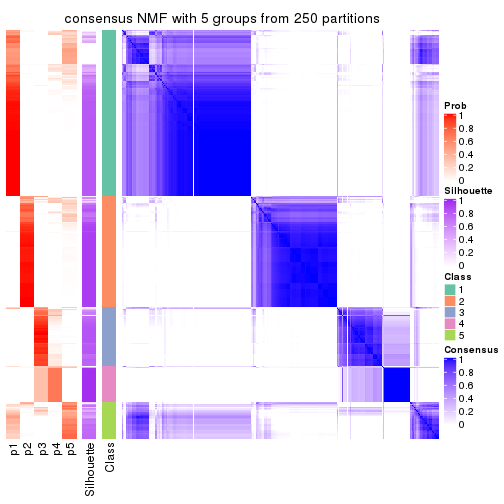 consensus NMF with 5 groups from 250 partitions
Prob
1
0.8
0.6
0.4
0.2
0
Silhouette
1
0.8
0.6
0.4
0.2
0
Class
1
2
3
4
5
Consensus
1
0.8
0.6
0.4
0.2
0
p1
p2
p3
p4
p5
Silhouette
Class